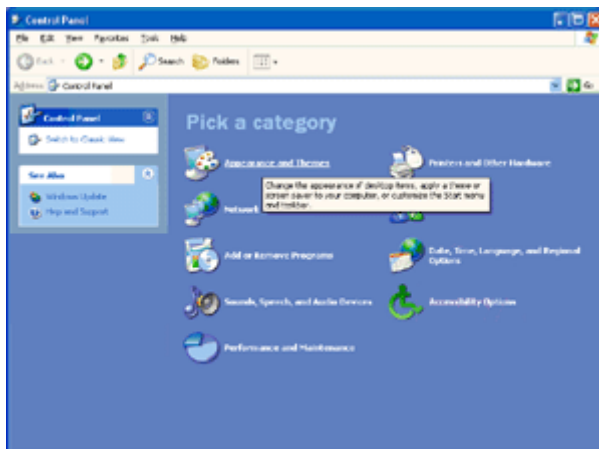 Control Panel
File Edit View Favorites Tools Help
Back Search Folders
Address Control Panel Go
Control Panel
Switch to Classic View
See Also
Windows Update
Help and Support
Pick a category
Appearance and Themes
Printers and Other Hardware
Change the appearance of desktop items, apply a theme or
screen saver to your computer, or customize the Start menu
and taskbar.
Network
Add or Remove Programs
Date, Time, Language, and Regional
Options
Sounds, Speech, and Audio Devices
Accessibility Options
Performance and Maintenance